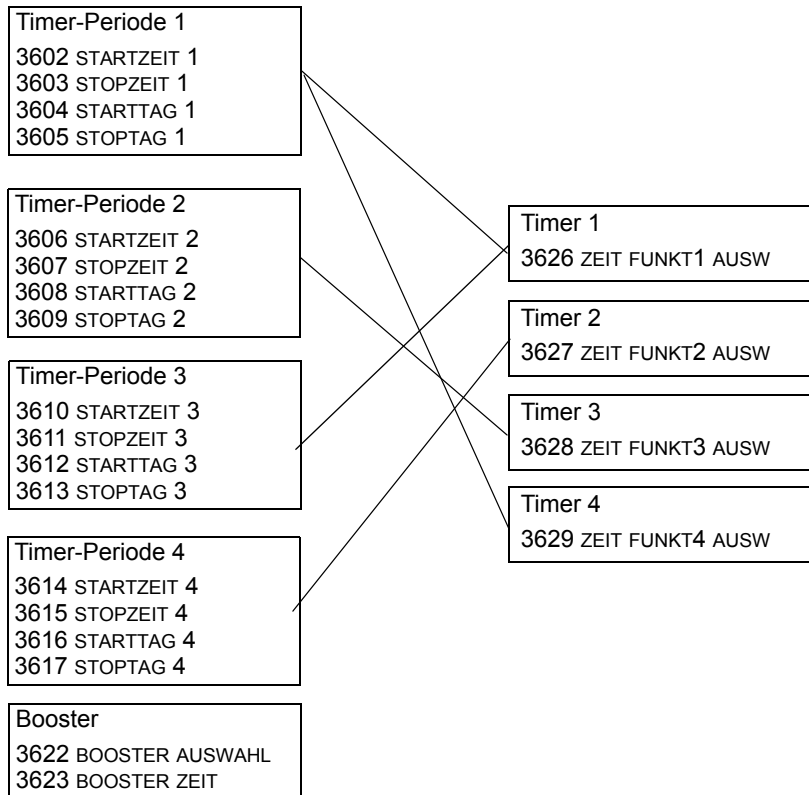 Timer-Periode 1
3602 STARTZEIT 1
3603 STOPZEIT 1
3604 STARTTAG 1
3605 STOPTAG 1
Timer-Periode 2
3606 STARTZEIT 2
3607 STOPZEIT 2
3608 STARTTAG 2
3609 STOPTAG 2
Timer-Periode 3
3610 STARTZEIT 3
3611 STOPZEIT 3
3612 STARTTAG 3
3613 STOPTAG 3
Timer-Periode 4
3614 STARTZEIT 4
3615 STOPZEIT 4
3616 STARTTAG 4
3617 STOPTAG 4
Booster
3622 BOOSTER AUSWAHL
3623 BOOSTER ZEIT
Timer 1
3626 ZEIT FUNKT1 AUSW
Timer 2
3627 ZEIT FUNKT2 AUSW
Timer 3
3628 ZEIT FUNKT3 AUSW
Timer 4
3629 ZEIT FUNKT4 AUSW